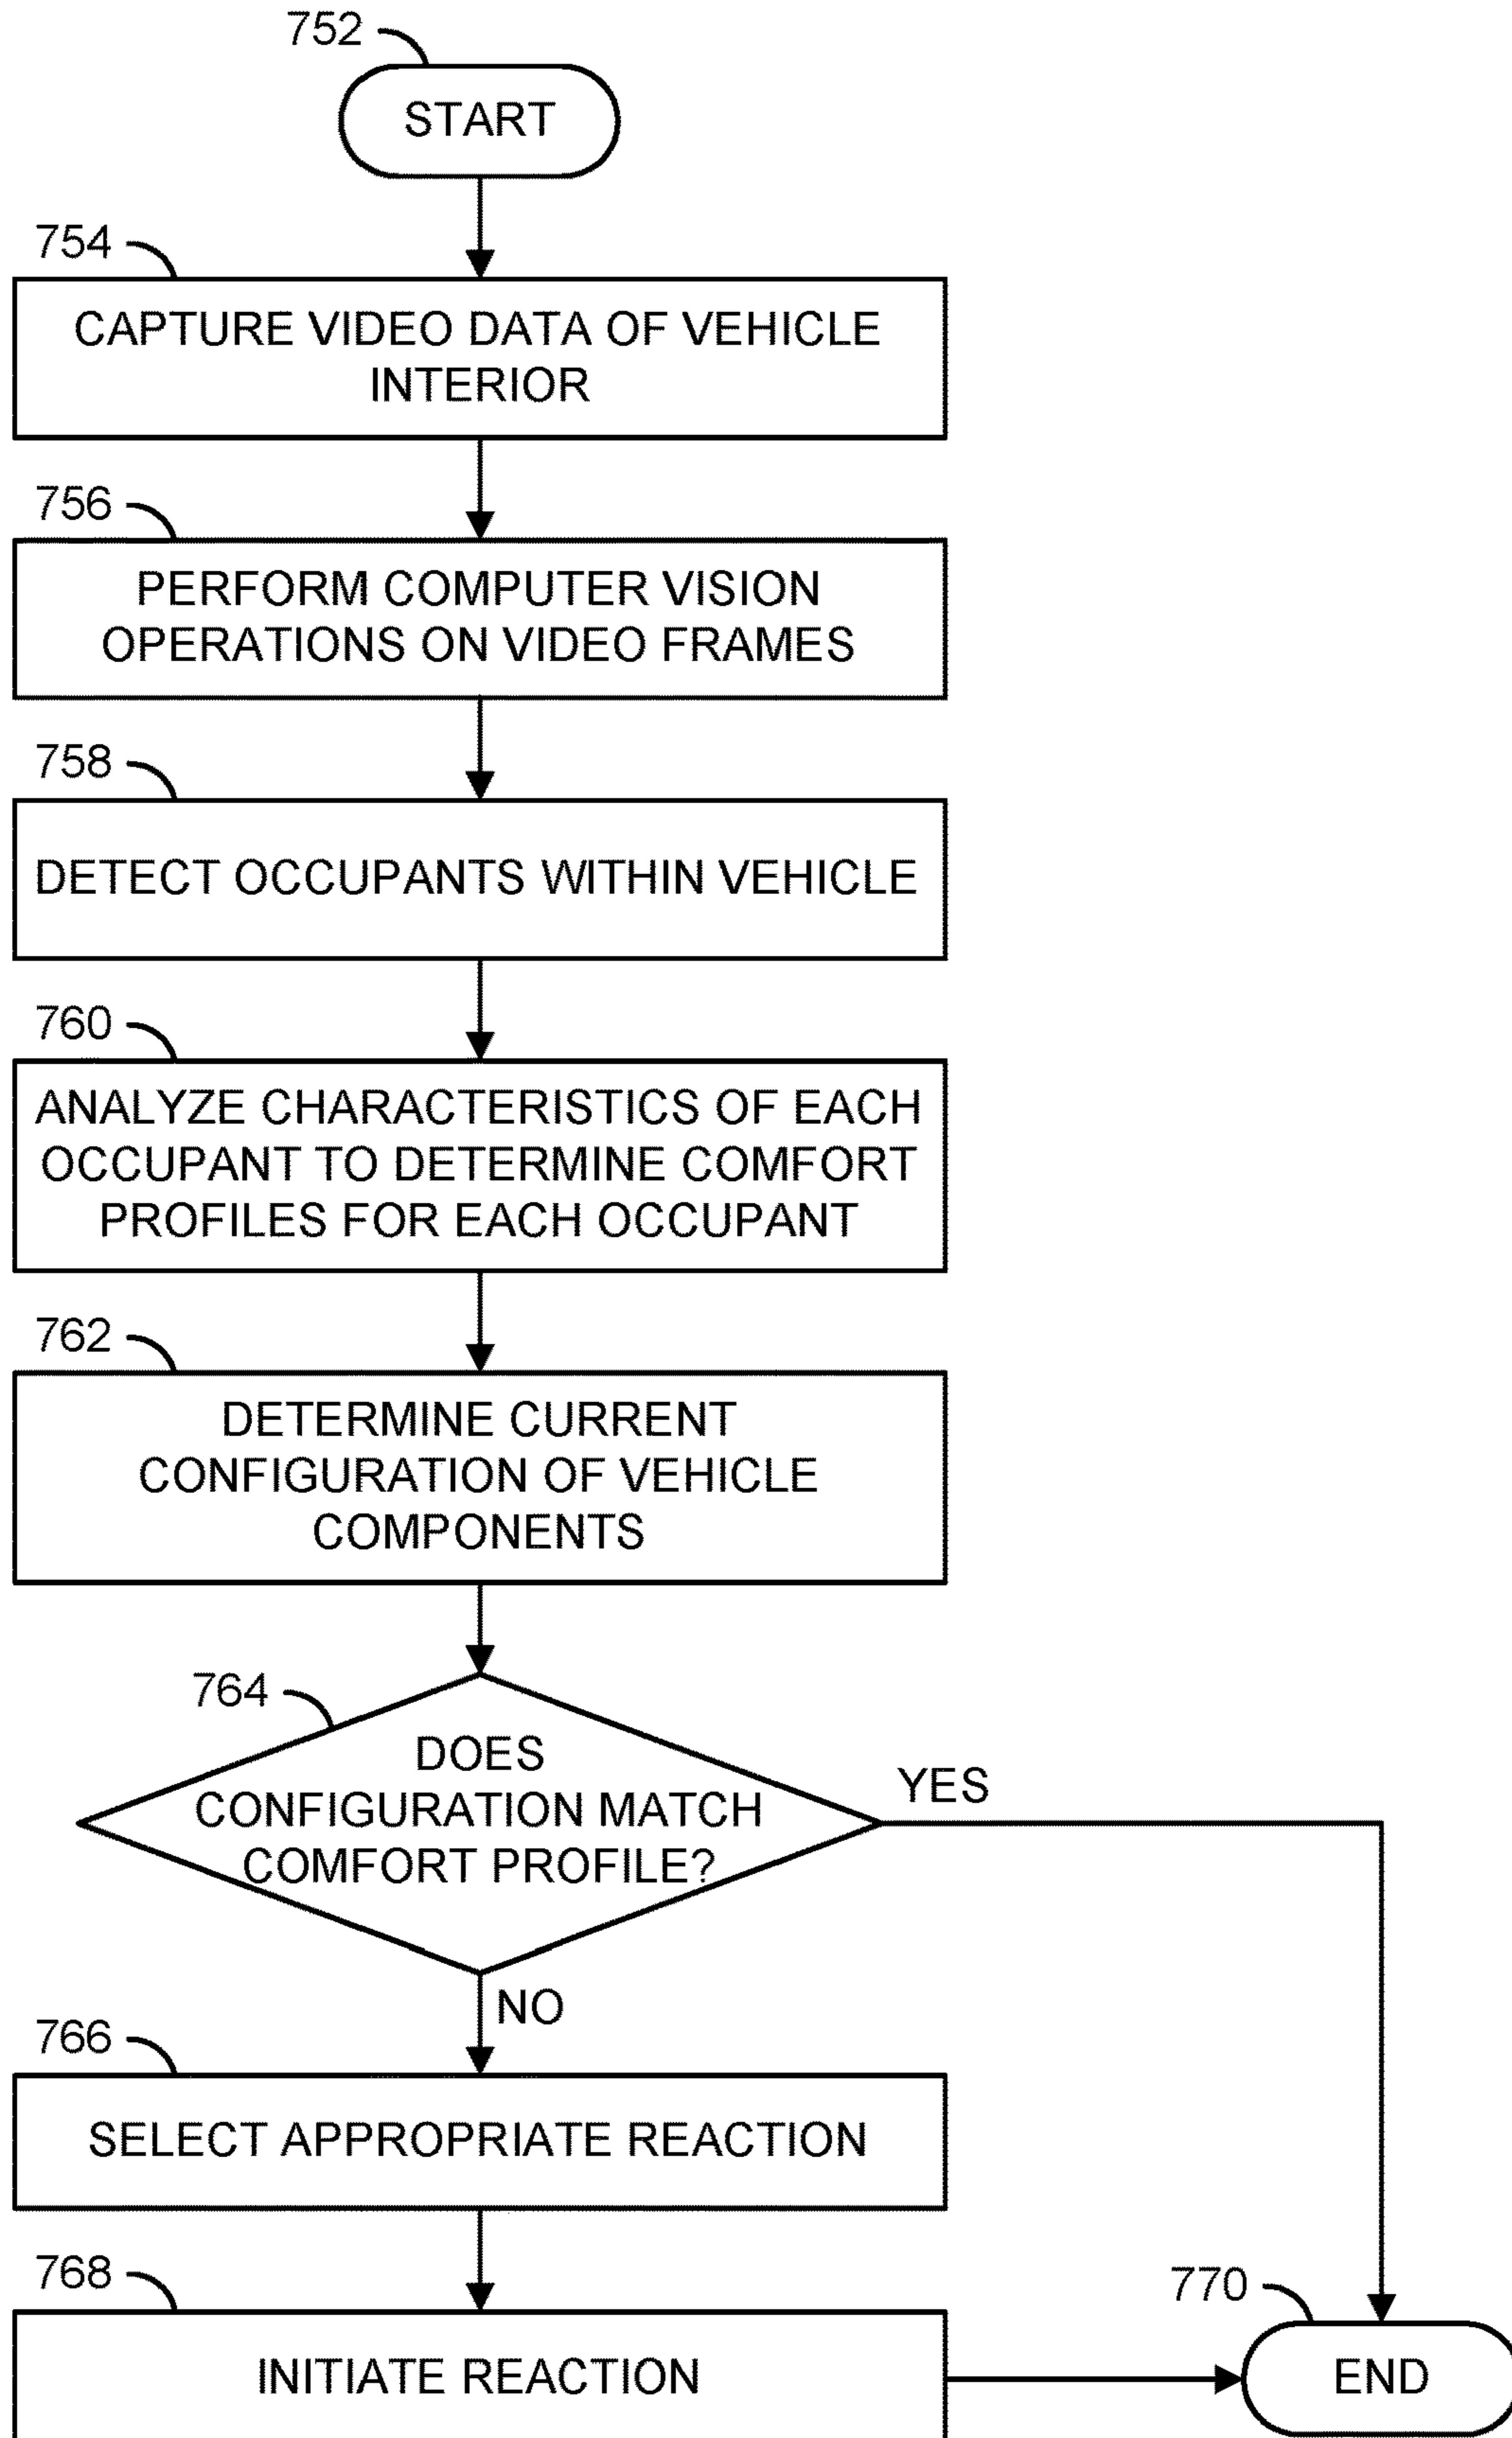 752
START
754
CAPTURE VIDEO DATA OF VEHICLE
INTERIOR
756
PERFORM COMPUTER VISION
OPERATIONS ON VIDEO FRAMES
758
DETECT OCCUPANTS WITHIN VEHICLE
760
ANALYZE CHARACTERISTICS OF EACH
OCCUPANT TO DETERMINE COMFORT
PROFILES FOR EACH OCCUPANT
762
DETERMINE CURRENT
CONFIGURATION OF VEHICLE
COMPONENTS
764
DOES
CONFIGURATION MATCH
COMFORT PROFILE?
YES
NO
766
SELECT APPROPRIATE REACTION
768
INITIATE REACTION
770
END